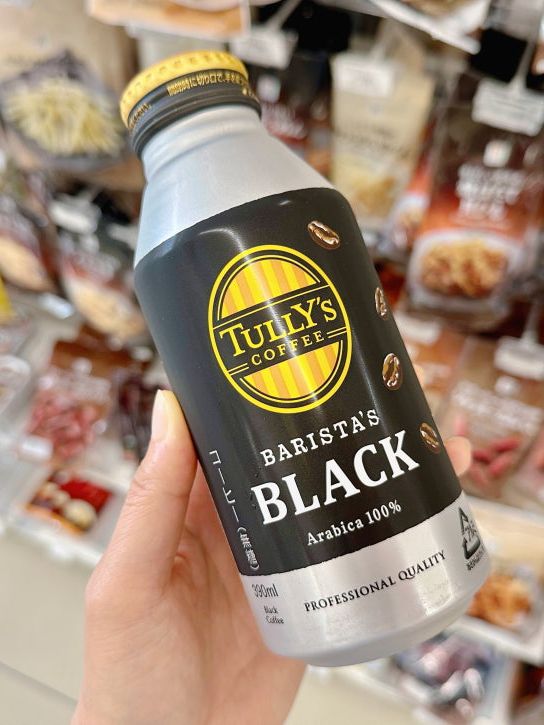 TULLY'S
COFFEE
BARISTA'S
BLACK
Arabica 100%
コーヒー(無糖)
390ml
Black
Coffee
PROFESSIONAL QUALITY